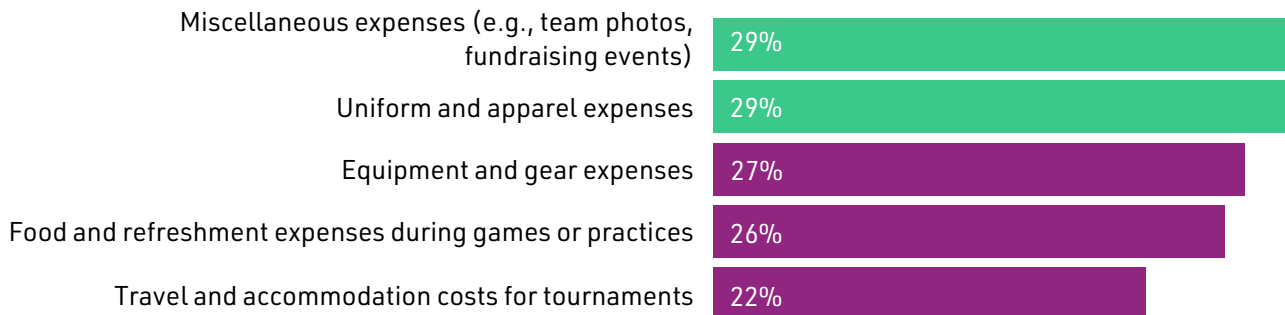 Miscellaneous expenses (e.g., team photos,
fundraising events)
29%
Uniform and apparel expenses
29%
Equipment and gear expenses
27%
Food and refreshment expenses during games or practices
26%
Travel and accommodation costs for tournaments
22%